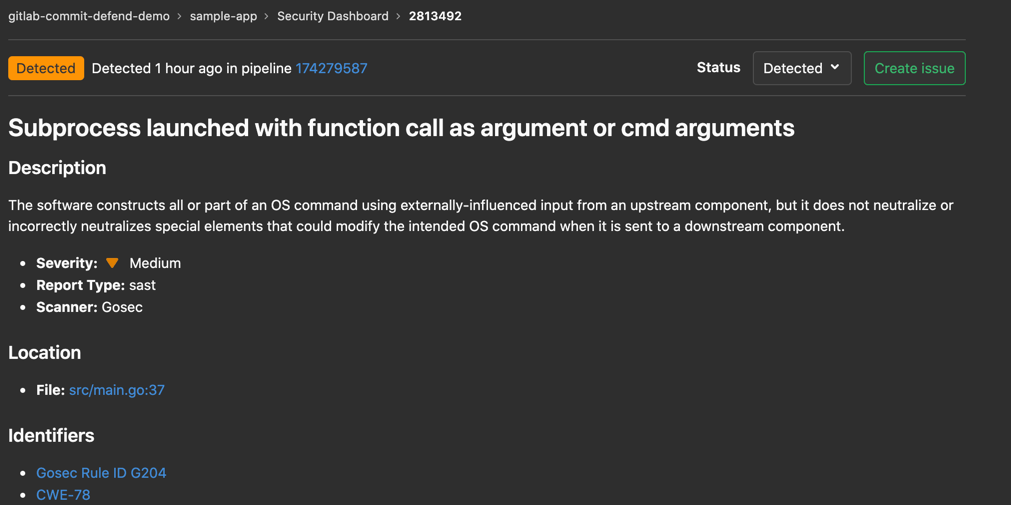 gitlab-commit-defend-demo › sample-app › Security Dashboard › 2813492
Detected Detected 1 hour ago in pipeline 174279587 Status Detected Create issue
Subprocess launched with function call as argument or cmd arguments
Description
The software constructs all or part of an OS command using externally-influenced input from an upstream component, but it does not neutralize or
incorrectly neutralizes special elements that could modify the intended OS command when it is sent to a downstream component.
• Severity: Medium
• Report Type: sast
• Scanner: Gosec
Location
• File: src/main.go:37
Identifiers
• Gosec Rule ID G204
• CWE-78